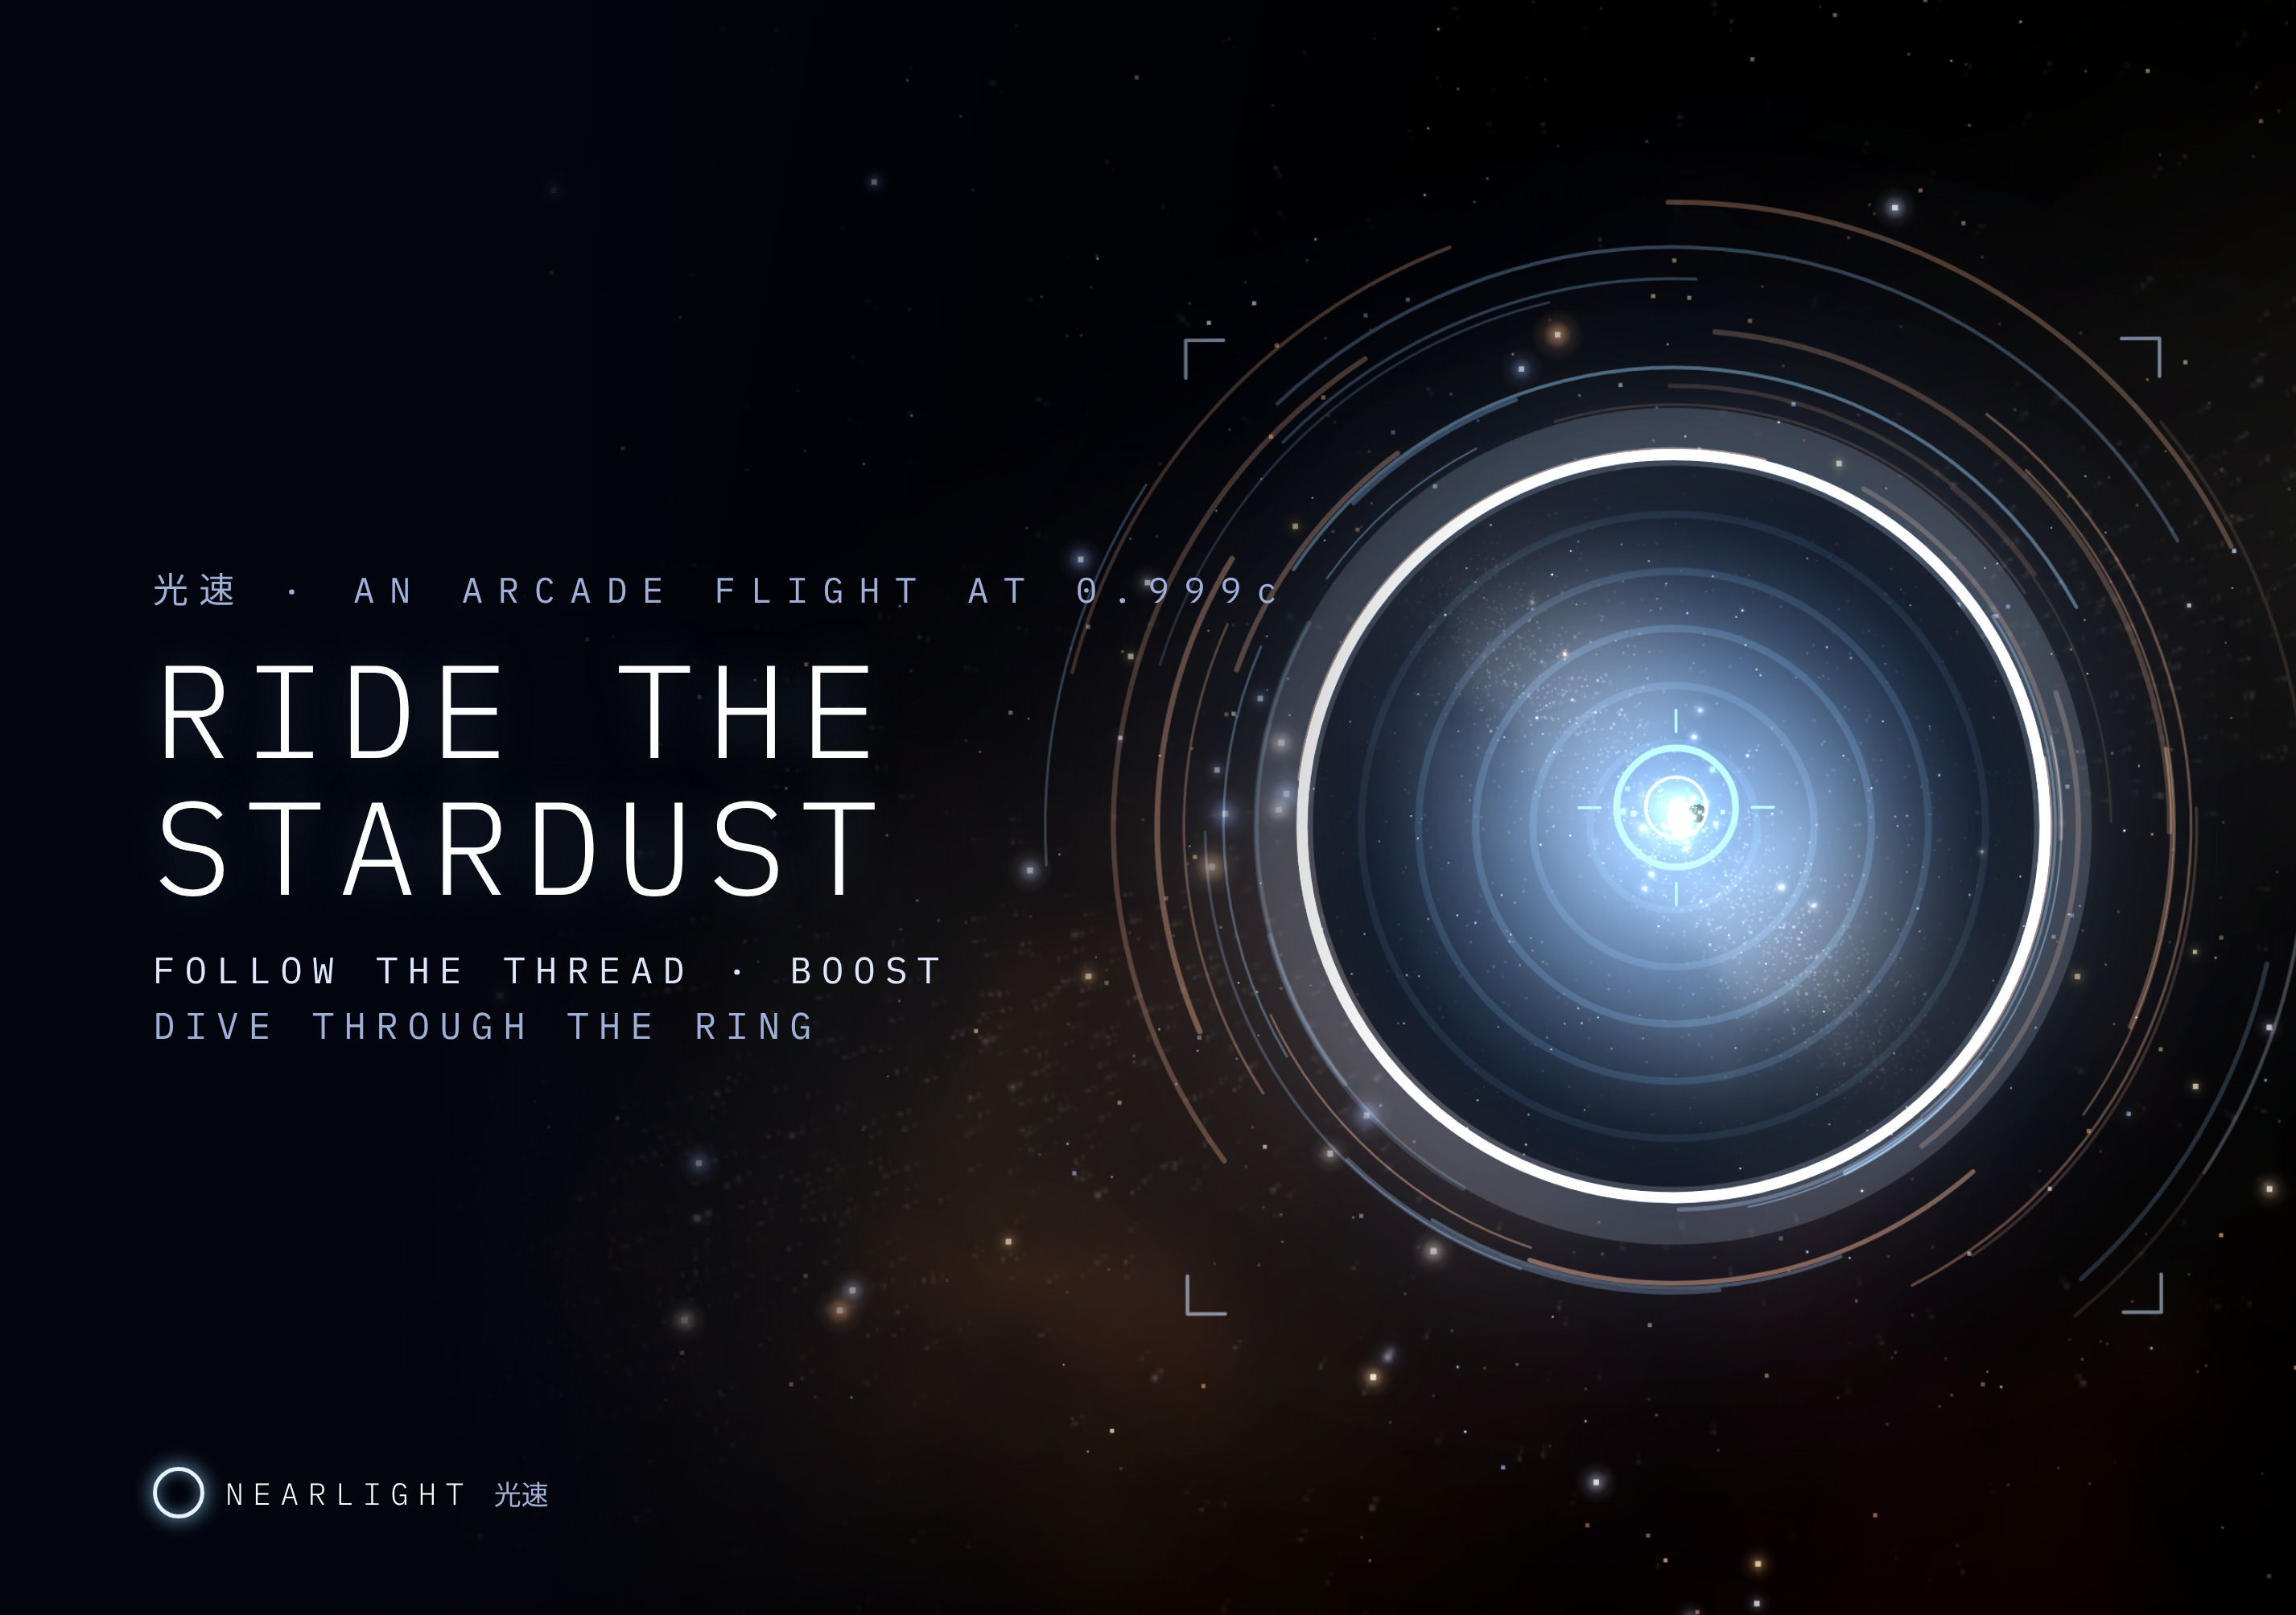 光速 · AN ARCADE FLIGHT AT 0.999c
RIDE THE
STARDUST
FOLLOW THE THREAD · BOOST
DIVE THROUGH THE RING
NEARLIGHT 光速